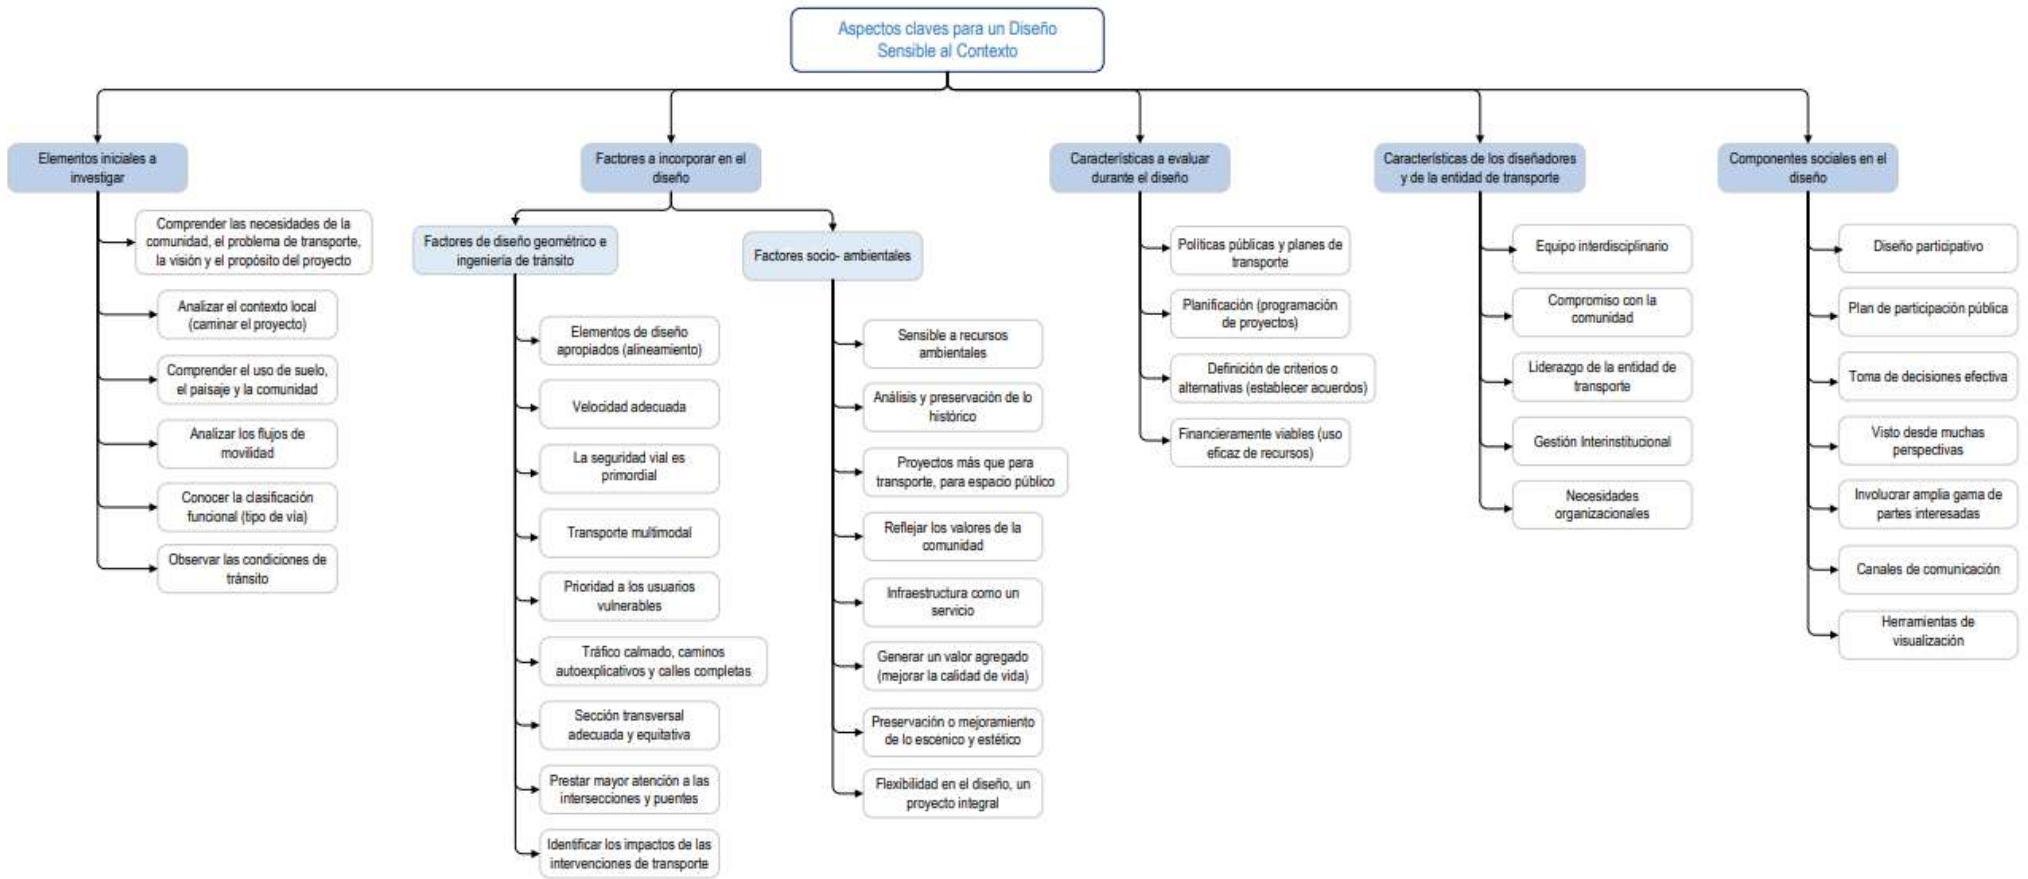 Aspectos claves para un Diseño
Sensible al Contexto
Elementos iniciales a
investigar
Comprender las necesidades de la
comunidad, el problema de transporte,
la visión y el propósito del proyecto
Analizar el contexto local
(caminar el proyecto)
Comprender el uso de suelo,
el paisaje y la comunidad
Analizar los flujos de
movilidad
Conocer la clasificación
funcional (tipo de vía)
Observar las condiciones de
tránsito
Factores a incorporar en el
diseño
Factores de diseño geométrico e
ingeniería de tránsito
Elementos de diseño
apropiados (alineamiento)
Velocidad adecuada
La seguridad vial es
primordial
Transporte multimodal
Prioridad a los usuarios
vulnerables
Tráfico calmado, caminos
autoexplicativos y calles completas
Sección transversal
adecuada y equitativa
Prestar mayor atención a las
intersecciones y puentes
Identificar los impactos de las
intervenciones de transporte
Factores socio- ambientales
Sensible a recursos
ambientales
Análisis y preservación de lo
histórico
Proyectos más que para
transporte, para espacio público
Reflejar los valores de la
comunidad
Infraestructura como un
servicio
Generar un valor agregado
(mejorar la calidad de vida)
Preservación o mejoramiento
de lo escénico y estético
Flexibilidad en el diseño, un
proyecto integral
Características a evaluar
durante el diseño
Políticas públicas y planes de
transporte
Planificación (programación
de proyectos)
Definición de criterios o
alternativas (establecer acuerdos)
Financieramente viables (uso
eficaz de recursos)
Características de los diseñadores
y de la entidad de transporte
Equipo interdisciplinario
Compromiso con la
comunidad
Liderazgo de la entidad de
transporte
Gestión Interinstitucional
Necesidades
organizacionales
Componentes sociales en el
diseño
Diseño participativo
Plan de participación pública
Toma de decisiones efectiva
Visto desde muchas
perspectivas
Involucrar amplia gama de
partes interesadas
Canales de comunicación
Herramientas de
visualización